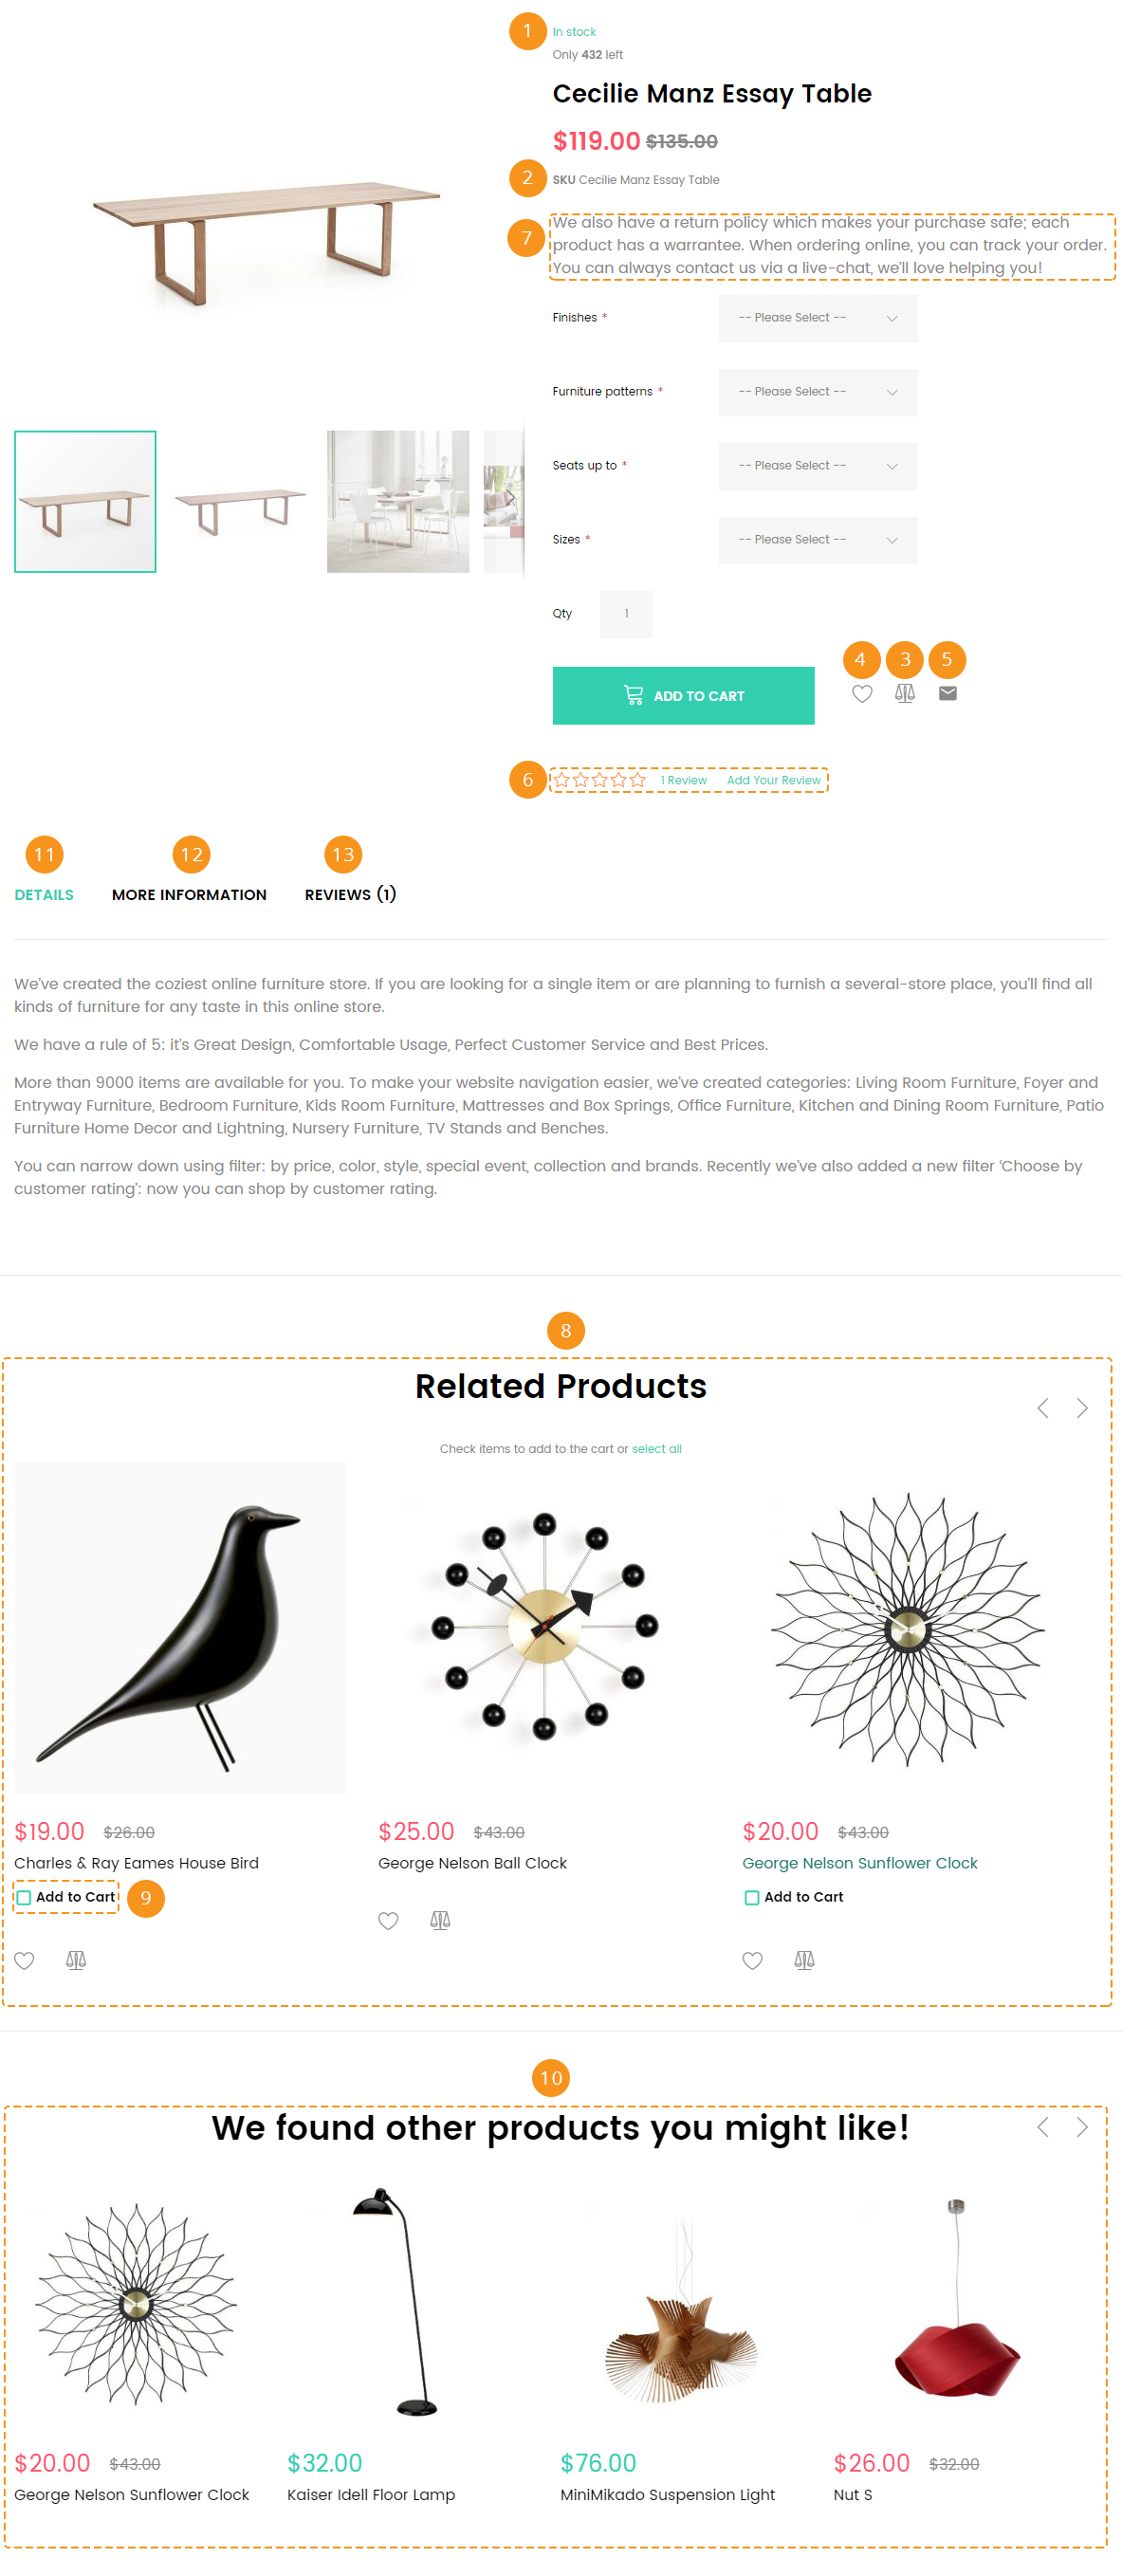 1
In stock
Only 432 left
Cecilie Manz Essay Table
$119.00 $135.00
2
SKU Cecilie Manz Essay Table
7
We also have a return policy which makes your purchase safe; each
product has a warrantee. When ordering online, you can track your order.
You can always contact us via a live-chat, we'll love helping you!
Finishes *
-- Please Select --
Furniture patterns *
-- Please Select --
Seats up to *
-- Please Select --
Sizes *
-- Please Select --
Qty
1
4 3 5
ADD TO CART
6
1 Review Add Your Review
11 12 13
DETAILS MORE INFORMATION REVIEWS (1)
We've created the coziest online furniture store. If you are looking for a single item or are planning to furnish a several-store place, you'll find all
kinds of furniture for any taste in this online store.
We have a rule of 5: it's Great Design, Comfortable Usage, Perfect Customer Service and Best Prices.
More than 9000 items are available for you. To make your website navigation easier, we've created categories: Living Room Furniture, Foyer and
Entryway Furniture, Bedroom Furniture, Kids Room Furniture, Mattresses and Box Springs, Office Furniture, Kitchen and Dining Room Furniture, Patio
Furniture Home Decor and Lightning, Nursery Furniture, TV Stands and Benches.
You can narrow down using filter: by price, color, style, special event, collection and brands. Recently we've also added a new filter 'Choose by
customer rating': now you can shop by customer rating.
8
Related Products
Check items to add to the cart or select all
$19.00 $26.00
Charles & Ray Eames House Bird
Add to Cart
9
$25.00 $43.00
George Nelson Ball Clock
$20.00 $43.00
George Nelson Sunflower Clock
Add to Cart
10
We found other products you might like!
$20.00 $43.00
George Nelson Sunflower Clock
$32.00
Kaiser Idell Floor Lamp
$76.00
MiniMikado Suspension Light
$26.00 $32.00
Nut S